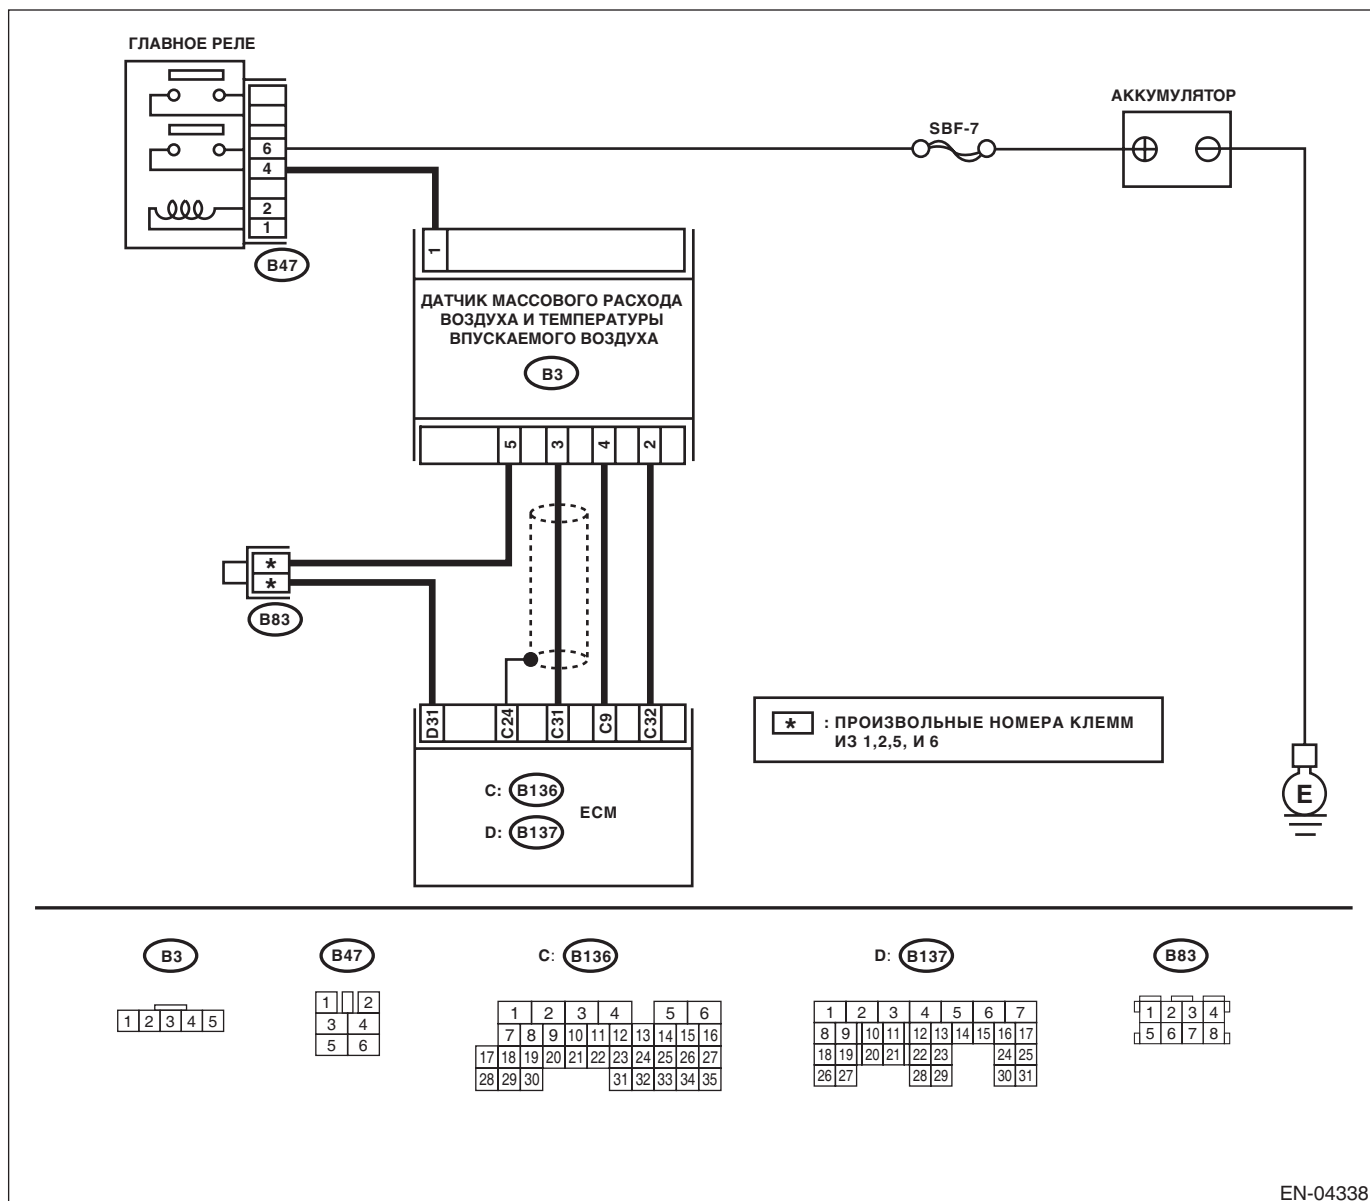 ГЛАВНОЕ РЕЛЕ
АККУМУЛЯТОР
SBF-7
6
4
2
1
B47
1
ДАТЧИК МАССОВОГО РАСХОДА
ВОЗДУХА И ТЕМПЕРАТУРЫ
ВПУСКАЕМОГО ВОЗДУХА
B3
5 3 4 2
*
*
B83
D31 C24 C31 C9 C32
C: B136
ECM
D: B137
* : ПРОИЗВОЛЬНЫЕ НОМЕРА КЛЕММ
ИЗ 1,2,5, И 6
E
B3
1 2 3 4 5
B47
1 2
3 4
5 6
C: B136
1 2 3 4 5 6
7 8 9 10 11 12 13 14 15 16
17 18 19 20 21 22 23 24 25 26 27
28 29 30 31 32 33 34 35
D: B137
1 2 3 4 5 6 7
8 9 10 11 12 13 14 15 16 17
18 19 20 21 22 23 24 25
26 27 28 29 30 31
B83
1 2 3 4
5 6 7 8
EN-04338